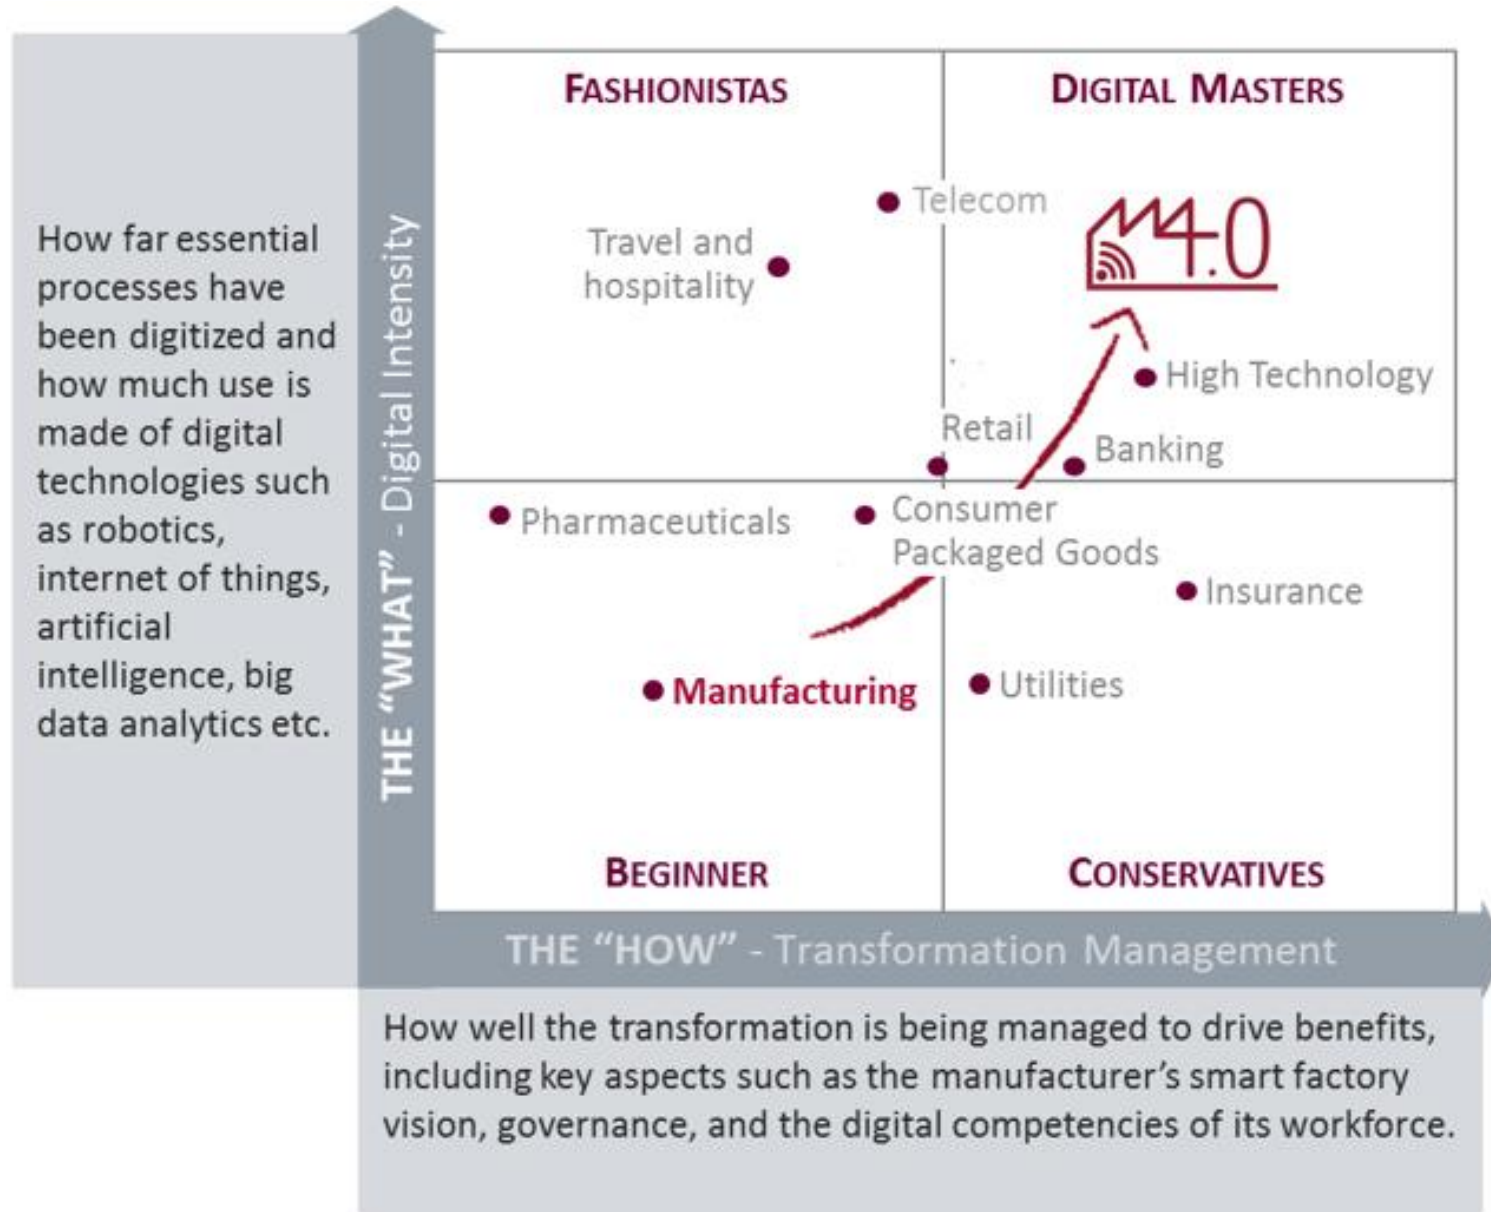 FASHIONISTAS
DIGITAL MASTERS
Telecom
Travel and
hospitality
4.0
High Technology
Retail
Banking
Pharmaceuticals
Consumer
Packaged Goods
Insurance
Manufacturing
Utilities
BEGINNER
CONSERVATIVES
How far essential
processes have
been digitized and
how much use is
made of digital
technologies such
as robotics,
internet of things,
artificial
intelligence, big
data analytics etc.
THE “WHAT” - Digital Intensity
THE “HOW” - Transformation Management
How well the transformation is being managed to drive benefits,
including key aspects such as the manufacturer’s smart factory
vision, governance, and the digital competencies of its workforce.